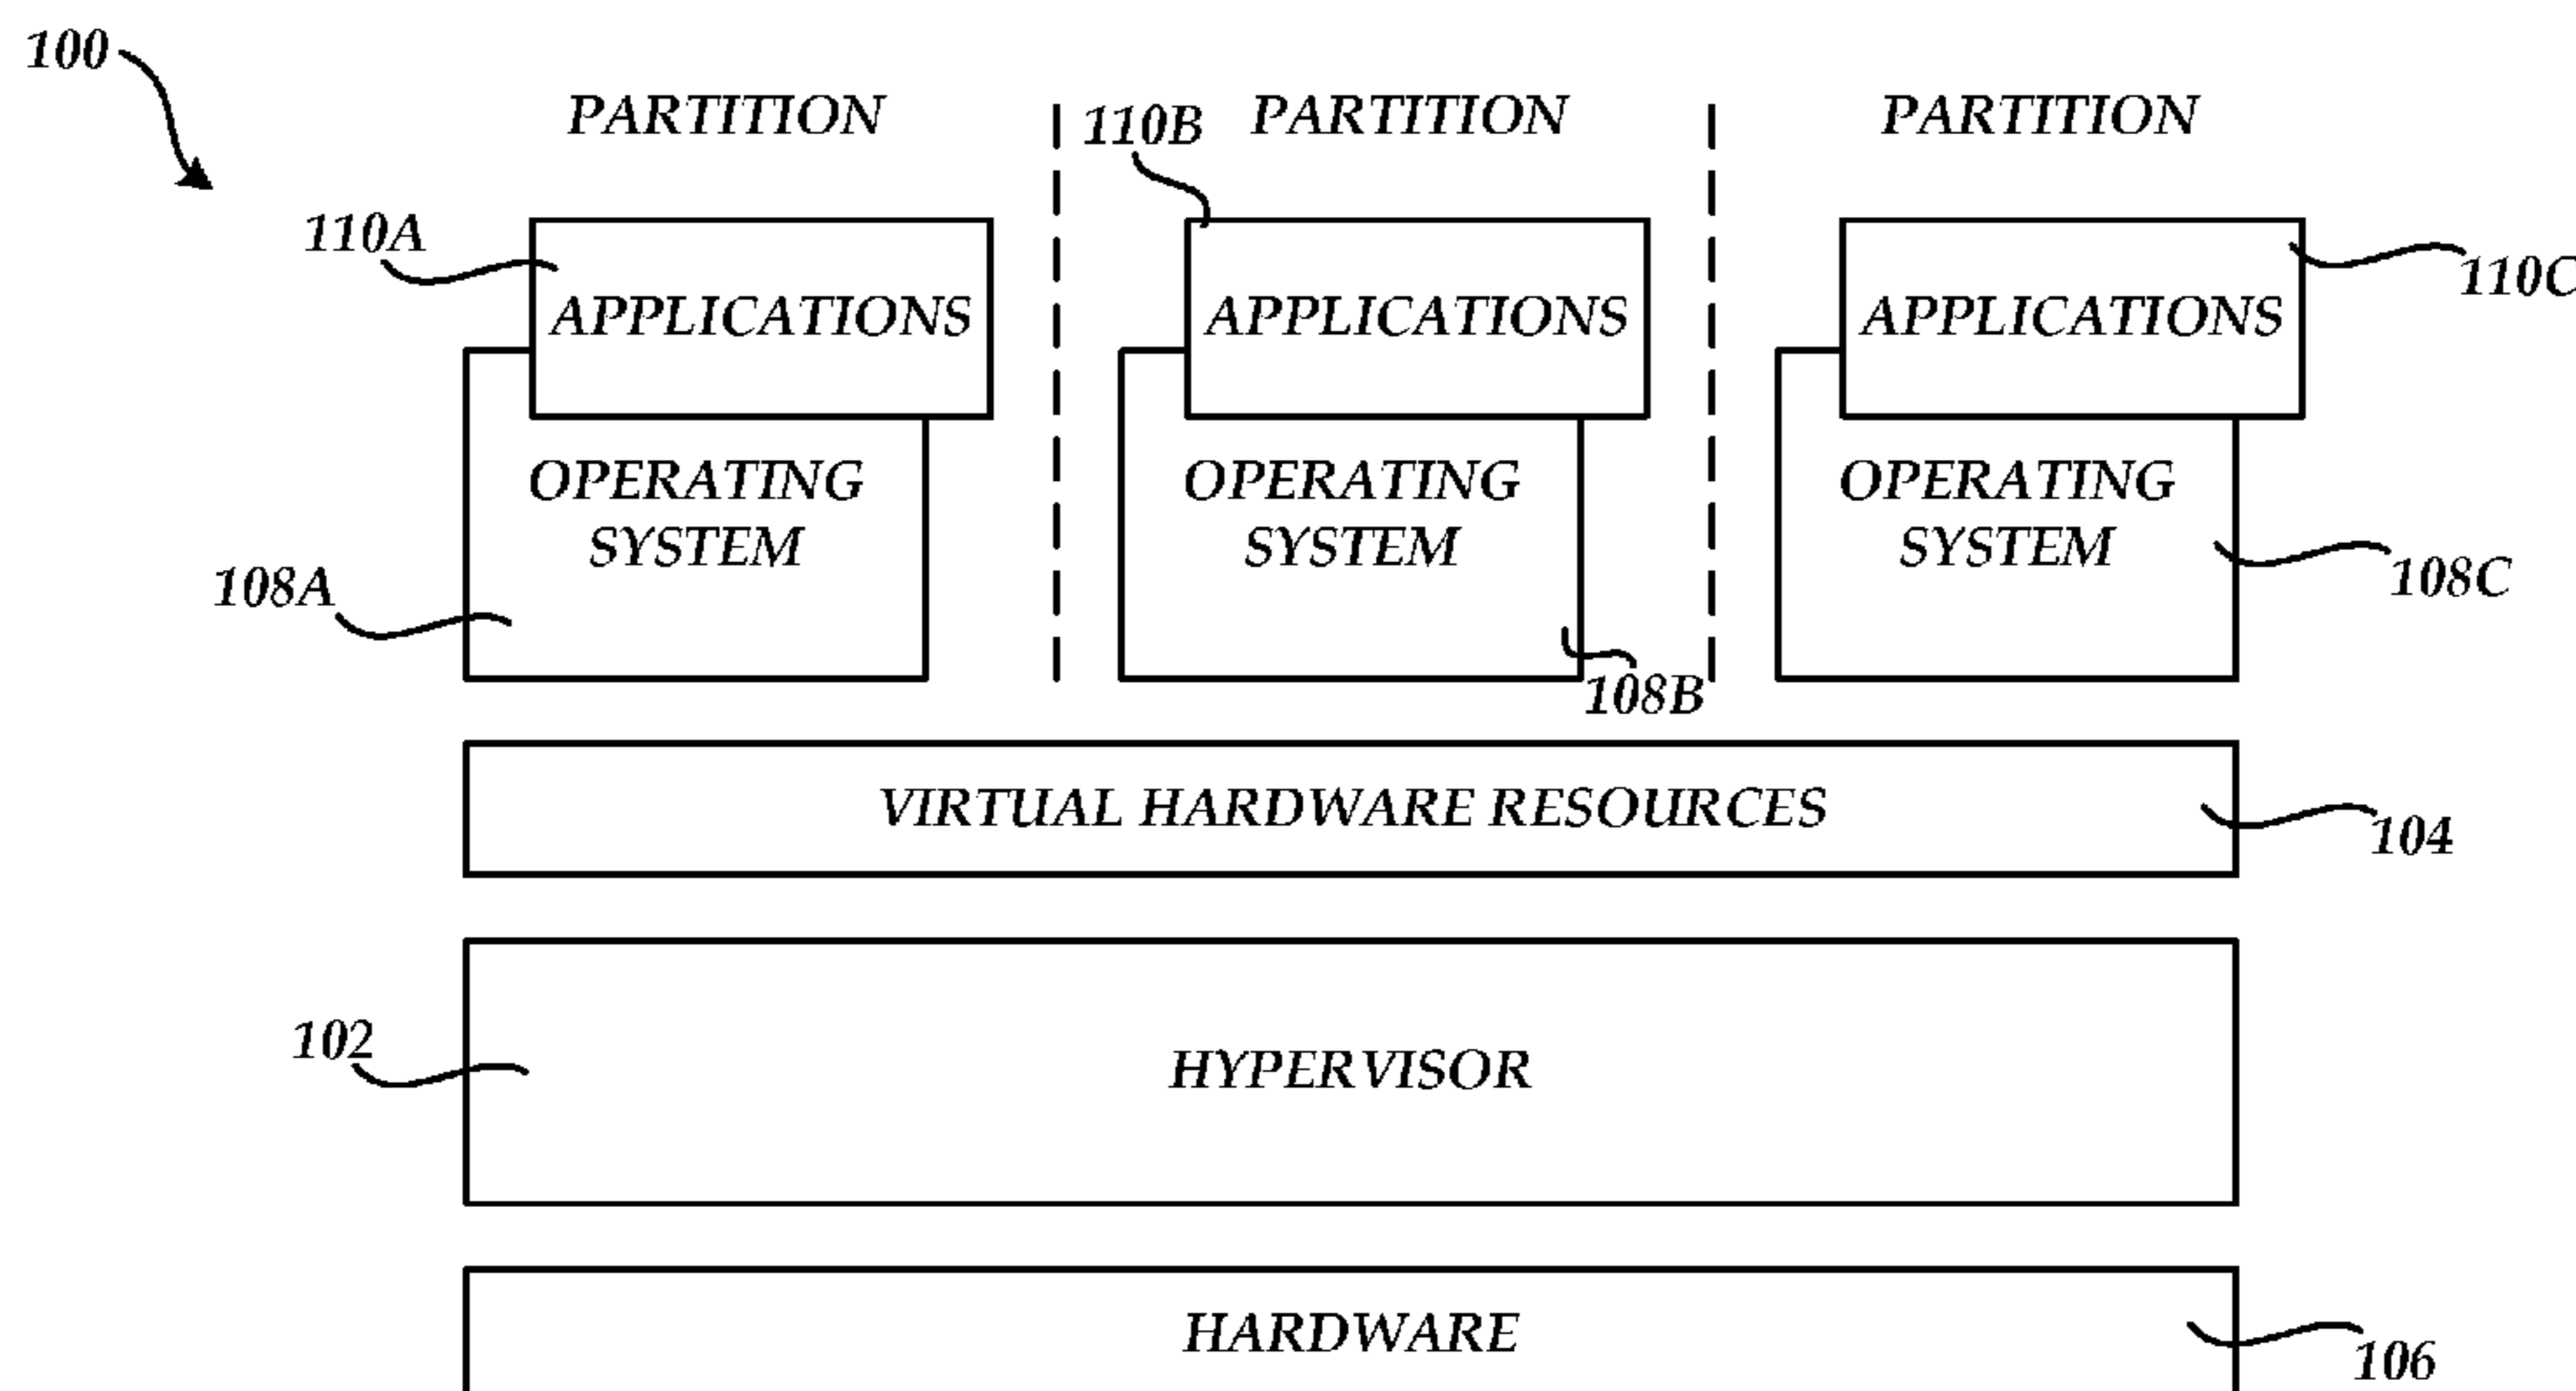 100
PARTITION
110B
PARTITION
PARTITION
110A
110C
APPLICATIONS
APPLICATIONS
APPLICATIONS
OPERATING
SYSTEM
OPERATING
SYSTEM
OPERATING
SYSTEM
108A
108B
108C
VIRTUAL HARDWARE RESOURCES
104
102
HYPERVISOR
HARDWARE
106